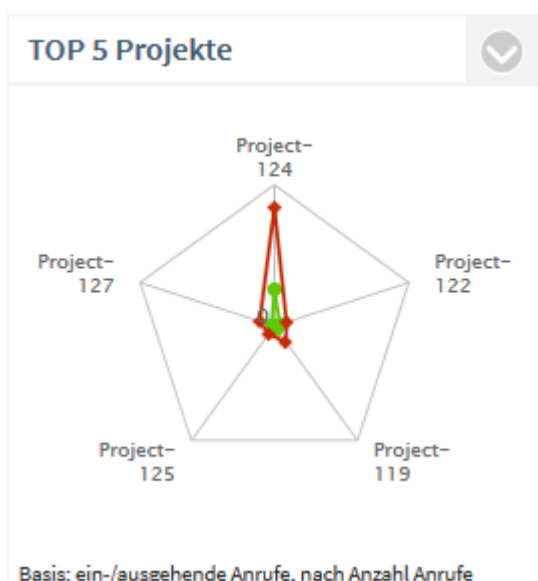 TOP 5 Projekte
Project-
124
Project-
127
Project-
122
0
Project-
125
Project-
119
Basis: ein-/ausgehende Anrufe, nach Anzahl Anrufe